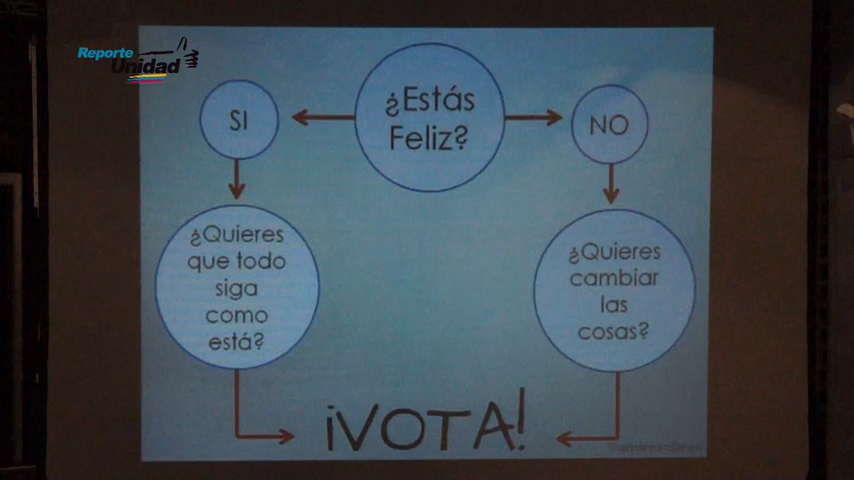 Reporte
Unidad
¿Estás
Feliz?
SI
NO
¿Quieres
que todo
siga
como
está?
¿Quieres
cambiar
las
cosas?
¡VOTA!